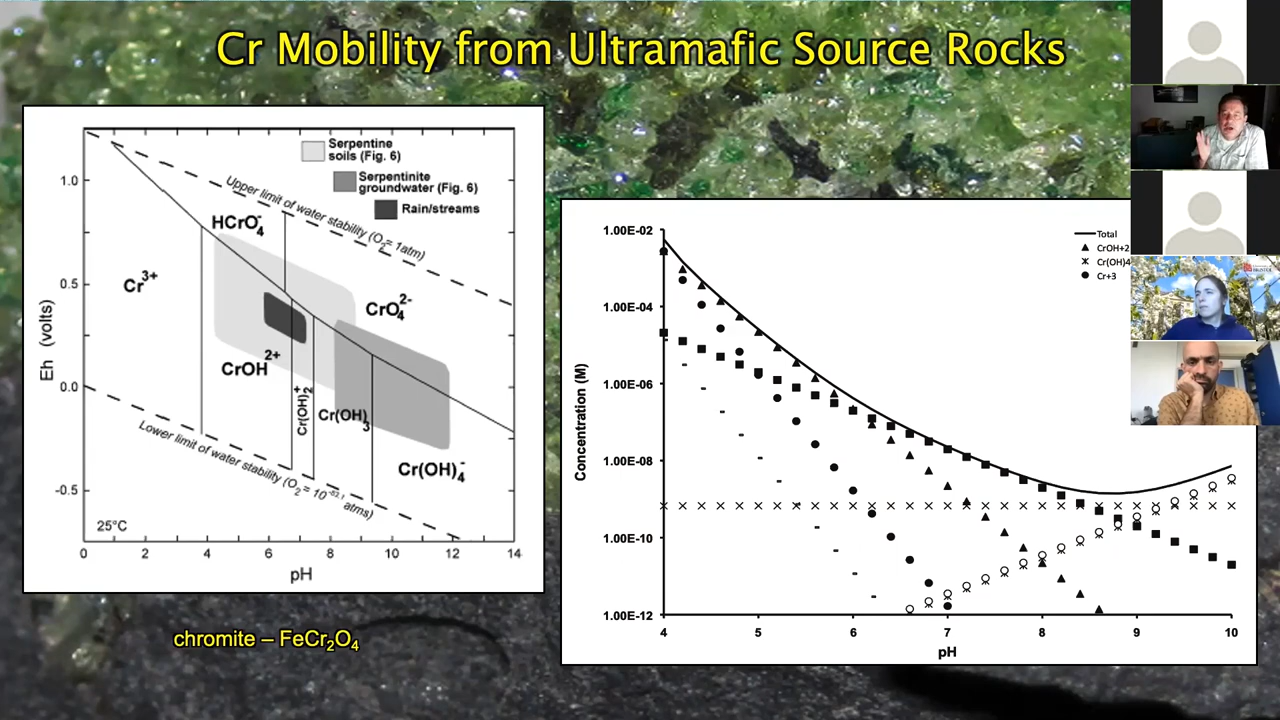 Cr Mobility from Ultramafic Source Rocks
Serpentine
soils (Fig. 6)
Serpentinite
groundwater (Fig. 6)
Rain/streams
Upper limit of water stability (O2= 1atm)
HCrO4-
Cr3+
CrO42-
CrOH2+
Cr(OH)2+
Cr(OH)3
Cr(OH)4-
Lower limit of water stability (O2 = 10-83.1 atms)
25°C
Eh (volts)
1.0
0.5
0.0
-0.5
0 2 4 6 8 10 12 14
pH
chromite – FeCr2O4
Total
CrOH+2
Cr(OH)4
Cr+3
Concentration (M)
1.00E-02
1.00E-04
1.00E-06
1.00E-08
1.00E-10
1.00E-12
4 5 6 7 8 9 10
pH